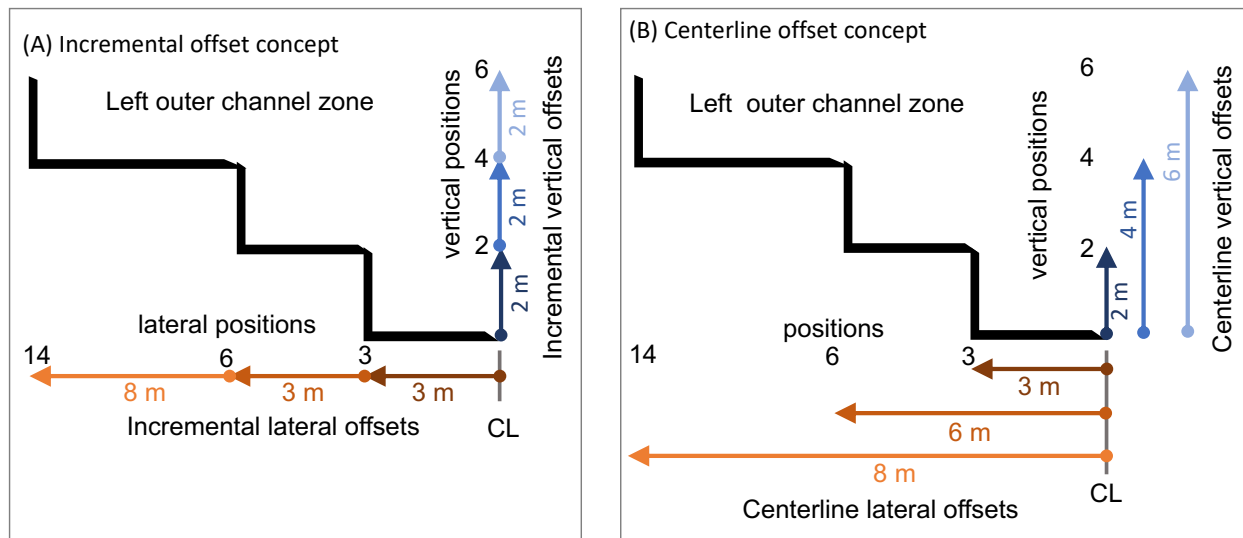 (A) Incremental offset concept
Left outer channel zone
vertical positions
6
4
2
2 m
2 m
2 m
Incremental vertical offsets
lateral positions
14
6
3
8 m
3 m
3 m
Incremental lateral offsets
CL
(B) Centerline offset concept
Left  outer channel zone
vertical positions
6
4
2
2 m
4 m
6 m
Centerline vertical offsets
positions
14
6
3
3 m
6 m
8 m
CL
Centerline lateral offsets